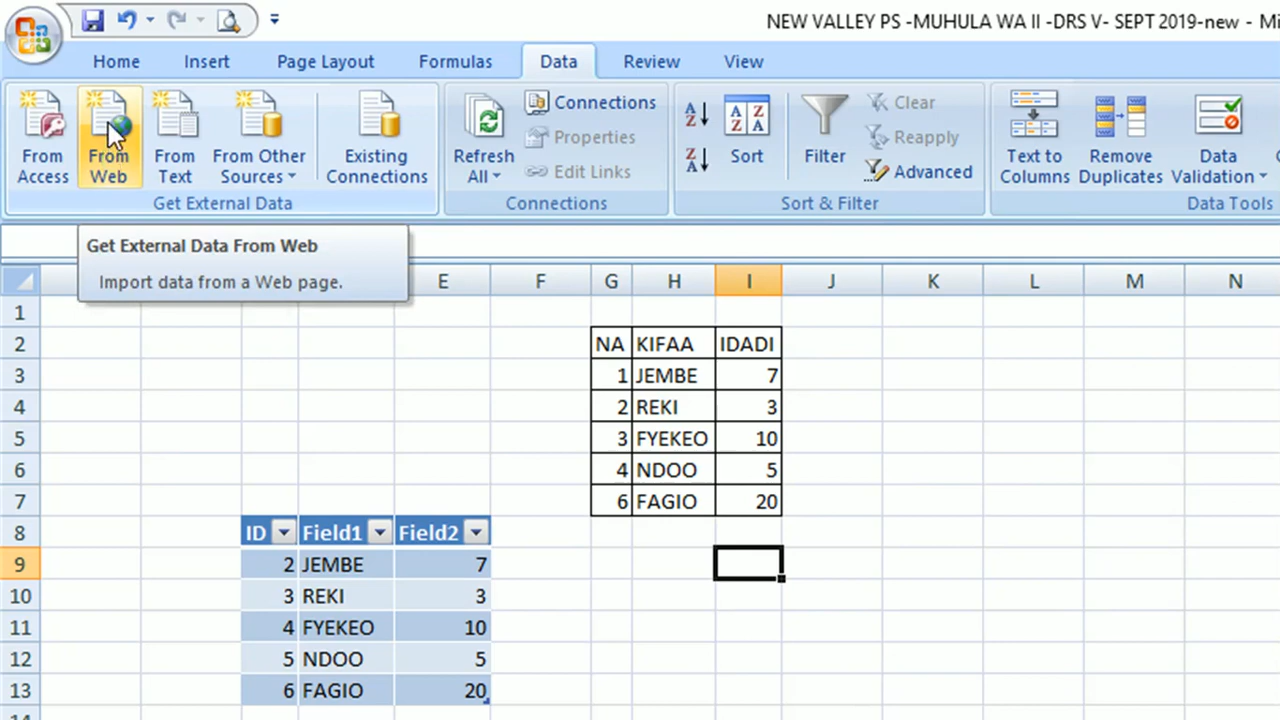 NEW VALLEY PS -MUHULA WA II -DRS V- SEPT 2019-new - Mi
Home Insert Page Layout Formulas Data Review View
From Access
From Web
From Text
From Other Sources
Existing Connections
Get External Data
Refresh All
Connections
Properties
Edit Links
Connections
A Z
Z A
Sort
Filter
Clear
Reapply
Advanced
Sort & Filter
Text to Columns
Remove Duplicates
Data Validation
Data Tools
Get External Data From Web
Import data from a Web page.
E F G H I J K L M N
1
2 NA KIFAA IDADI
3 1 JEMBE 7
4 2 REKI 3
5 3 FYEKEO 10
6 4 NDOO 5
7 6 FAGIO 20
8 ID Field1 Field2
9 2 JEMBE 7
10 3 REKI 3
11 4 FYEKEO 10
12 5 NDOO 5
13 6 FAGIO 20